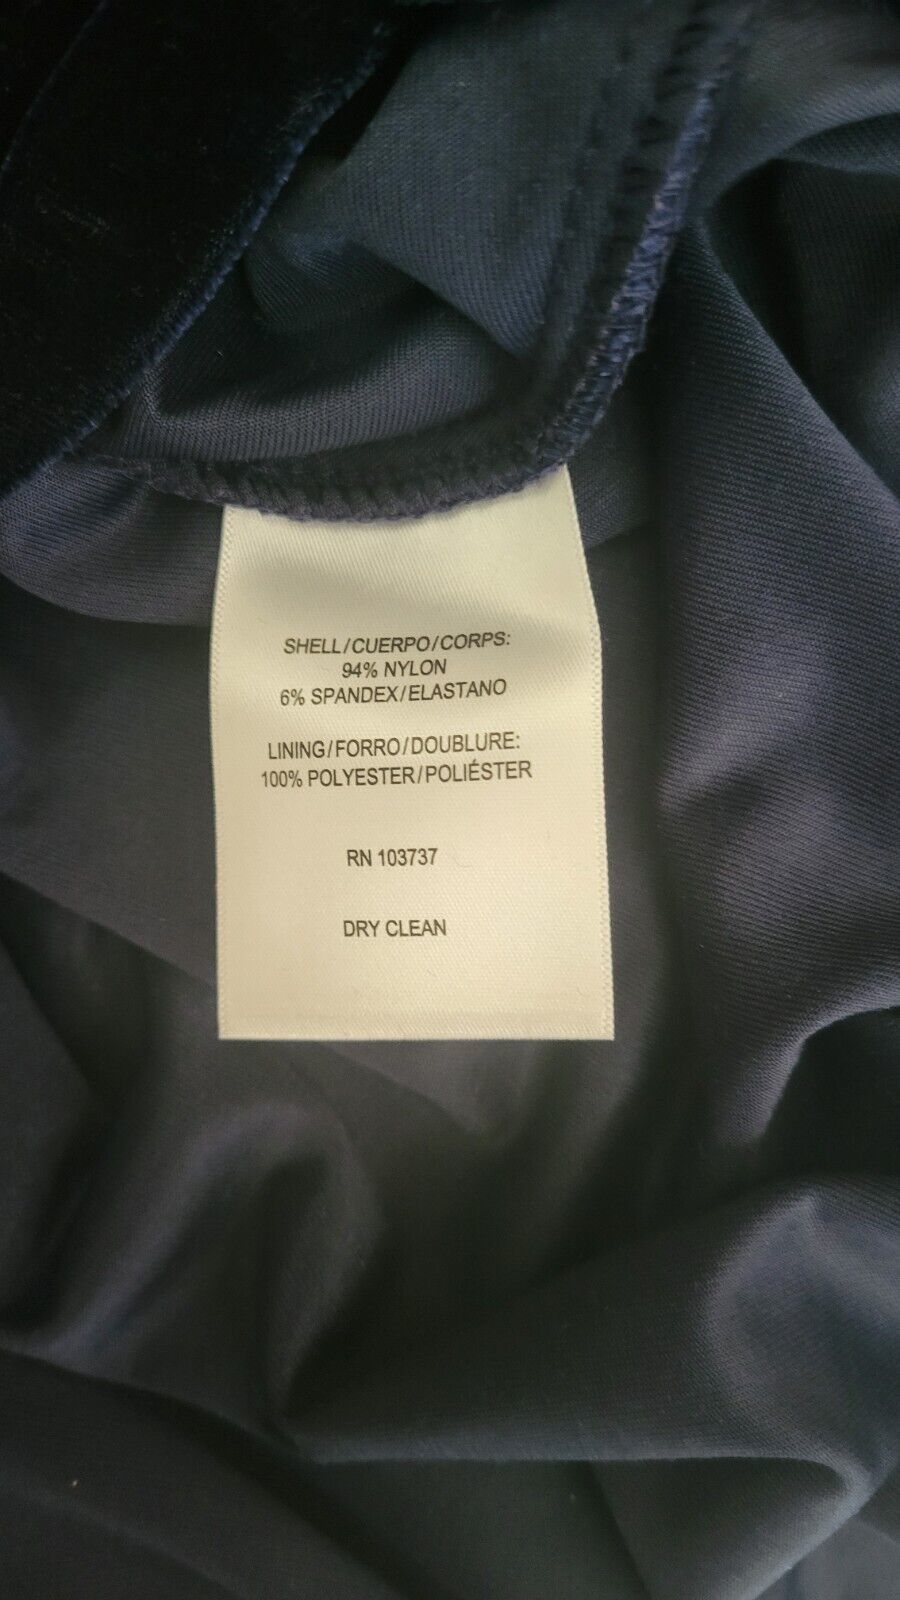 SHELL/CUERPO/CORPS:
94% NYLON
6% SPANDEX/ELASTANO
LINING/FORRO/DOUBLURE:
100% POLYESTER/POLIÉSTER
RN 103737
DRY CLEAN